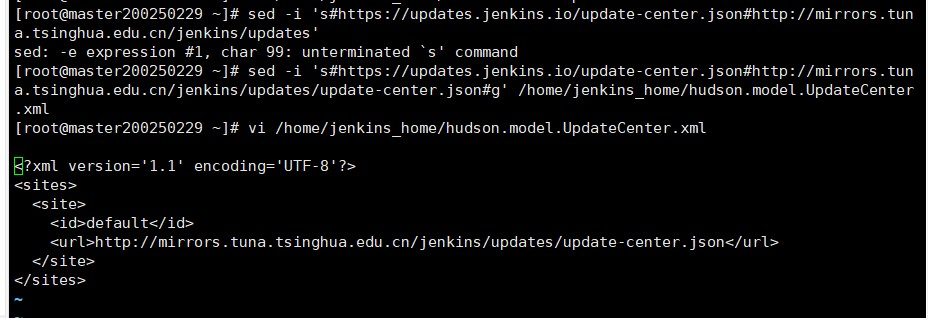 [root@master200250229 ~]# sed -i 's#https://updates.jenkins.io/update-center.json#http://mirrors.tun
a.tsinghua.edu.cn/jenkins/updates'
sed: -e expression #1, char 99: unterminated `s' command
[root@master200250229 ~]# sed -i 's#https://updates.jenkins.io/update-center.json#http://mirrors.tun
a.tsinghua.edu.cn/jenkins/updates/update-center.json#g' /home/jenkins_home/hudson.model.UpdateCenter
.xml
[root@master200250229 ~]# vi /home/jenkins_home/hudson.model.UpdateCenter.xml
<?xml version='1.1' encoding='UTF-8'?>
<sites>
  <site>
    <id>default</id>
    <url>http://mirrors.tuna.tsinghua.edu.cn/jenkins/updates/update-center.json</url>
  </site>
</sites>
~